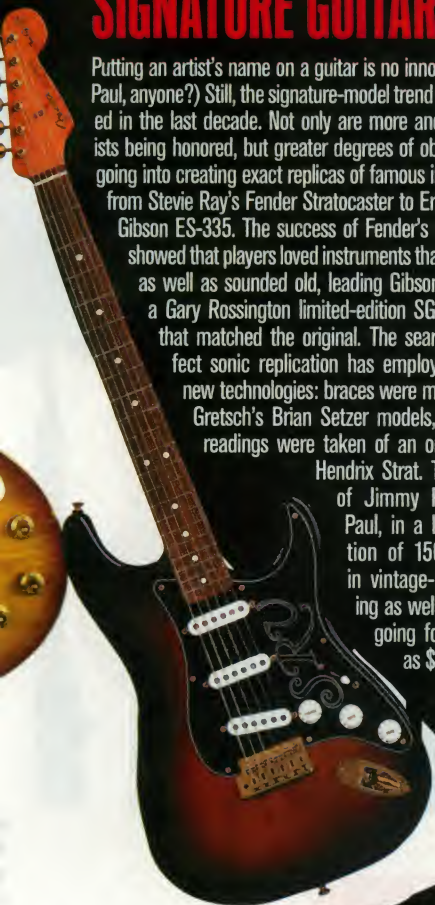 SIGNATURE GUITAR
Putting an artist's name on a guitar is no inno
Paul, anyone?) Still, the signature-model trend
ed in the last decade. Not only are more and
ists being honored, but greater degrees of ob
going into creating exact replicas of famous i
from Stevie Ray's Fender Stratocaster to Er
Gibson ES-335. The success of Fender's
showed that players loved instruments tha
as well as sounded old, leading Gibson
a Gary Rossington limited-edition SG
that matched the original. The sear
fect sonic replication has employ
new technologies: braces were m
Gretsch's Brian Setzer models,
readings were taken of an o
Hendrix Strat. T
of Jimmy
Paul, in a l
tion of 15
in vintage-
ing as wel
going fo
as $
SRV